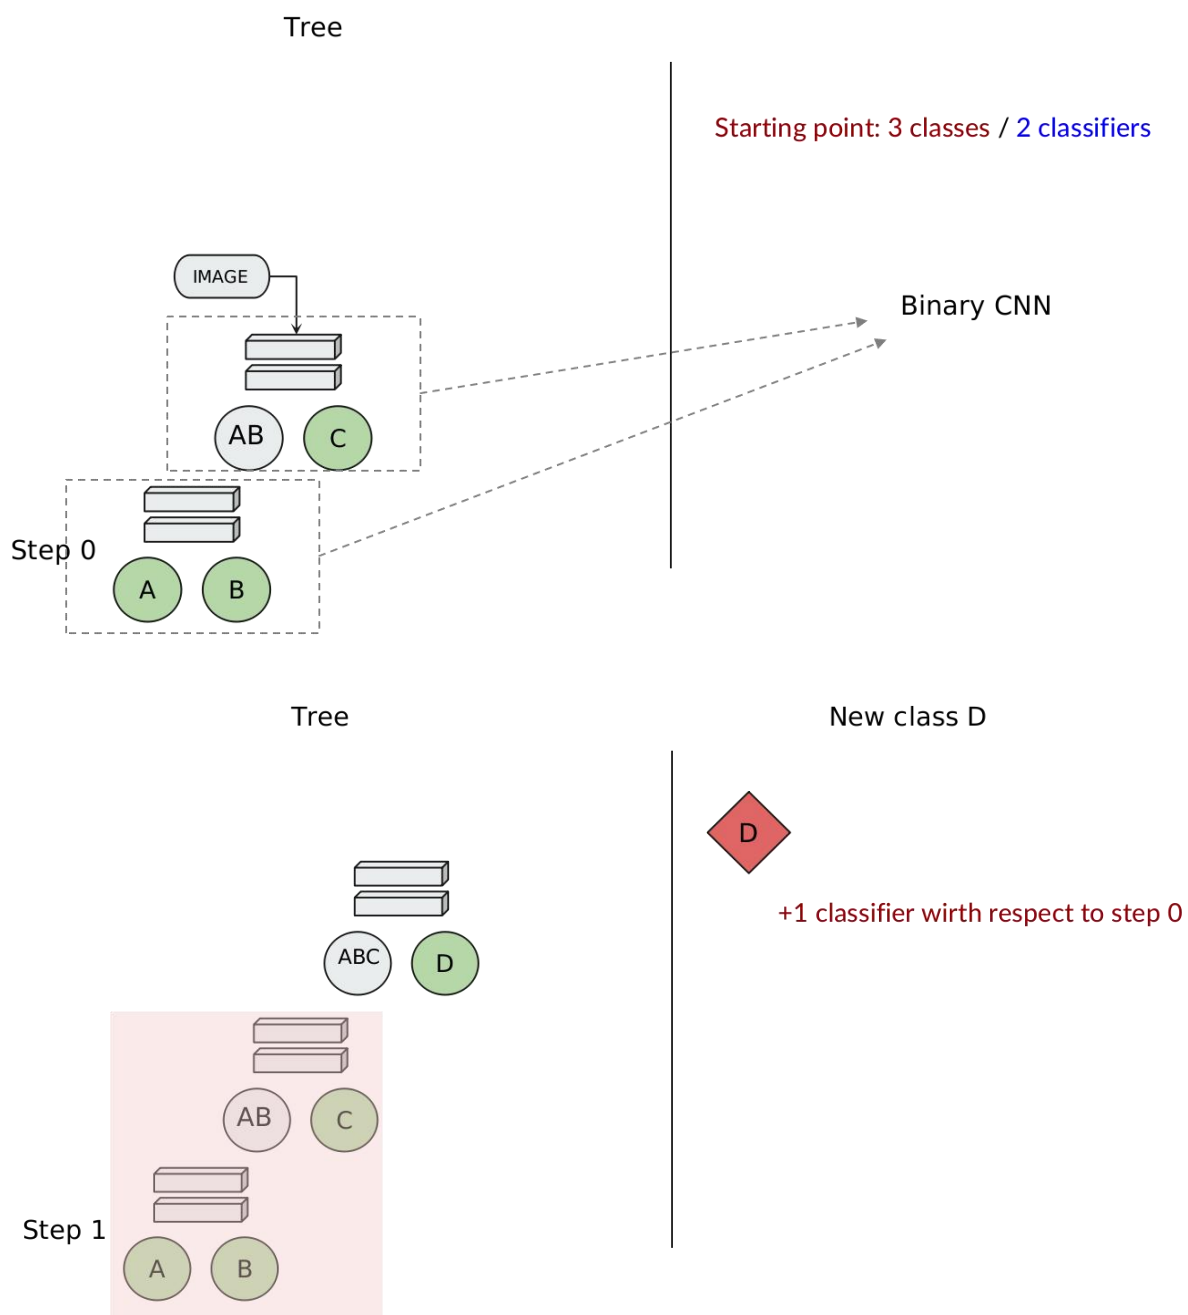 Tree
Starting point: 3 classes / 2 classifiers
IMAGE
Binary CNN
AB
C
Step 0
A
B
Tree
New class D
D
+1 classifier wirth respect to step 0
ABC
D
AB
C
Step 1
A
B